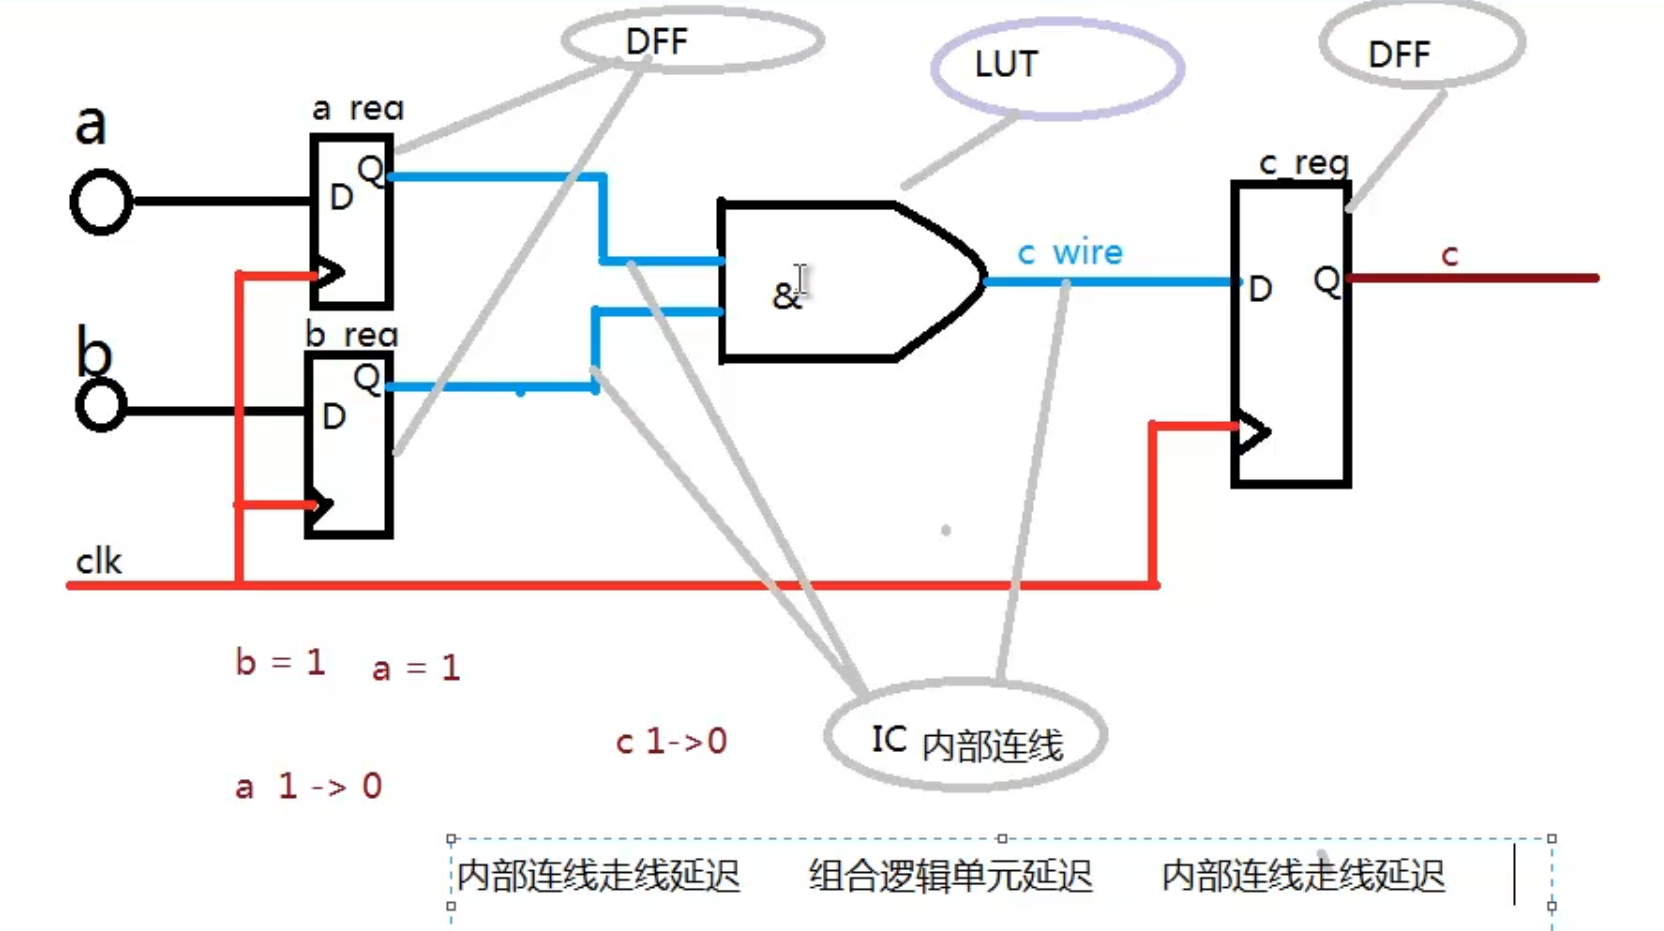 DFF
LUT
DFF
a
a_reg
Q
D
c_reg
b
b_reg
Q
D
&
c_wire
D
Q
c
clk
b = 1
a = 1
c 1->0
IC 内部连线
a 1 -> 0
内部连线走线延迟 组合逻辑单元延迟 内部连线走线延迟